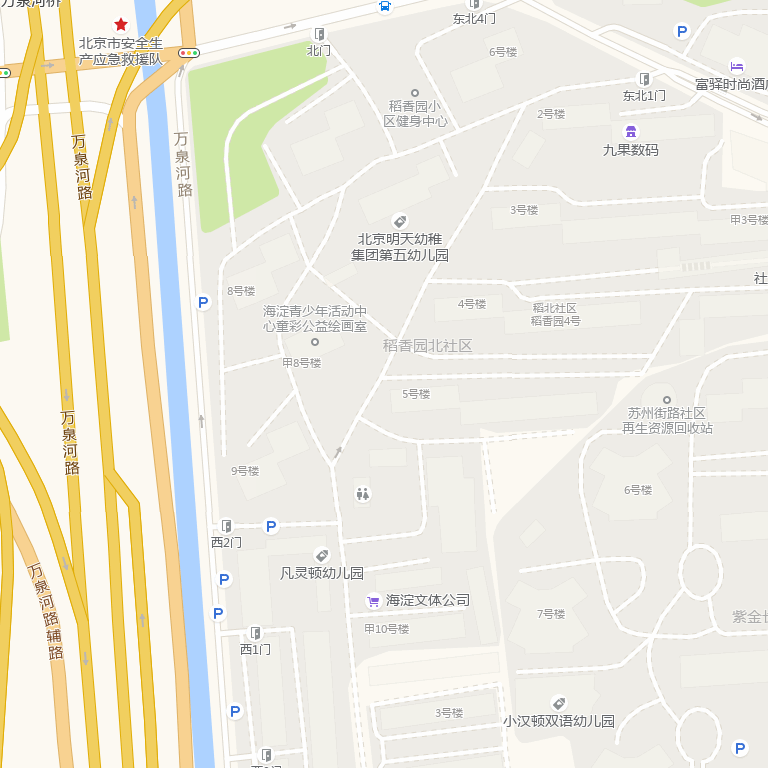 万泉河桥
北京市安全生
产应急救援队
北门
东北4门
6号楼
P
富驿时尚酒店
东北1门
稻香园小
区健身中心
2号楼
九果数码
万泉河路
万泉河路
3号楼
甲3号楼
北京明天幼稚
集团第五幼儿园
社
8号楼
P
海淀青少年活动中
心童彩公益绘画室
4号楼
稻北社区
稻香园4号
稻香园北社区
甲8号楼
5号楼
苏州街路社区
再生资源回收站
万泉河路
9号楼
6号楼
西2门
P
凡灵顿幼儿园
P
万泉河路辅路
海淀文体公司
P
甲10号楼
7号楼
紫金长
西1门
P
3号楼
小汉顿双语幼儿园
P